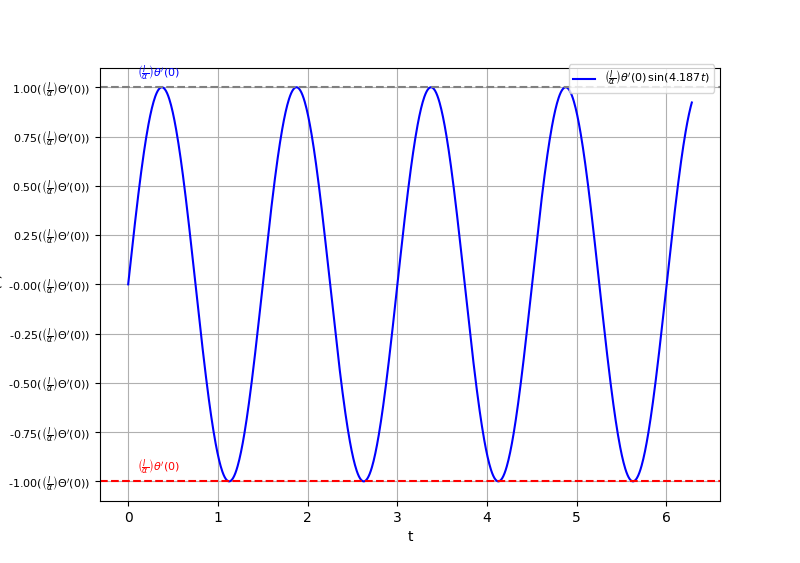 (l/a)θ′(0)
(l/a)θ′(0) sin(4.187t)
1.00((l/a)Θ′(0))
0.75((l/a)Θ′(0))
0.50((l/a)Θ′(0))
0.25((l/a)Θ′(0))
-0.00((l/a)Θ′(0))
-0.25((l/a)Θ′(0))
-0.50((l/a)Θ′(0))
-0.75((l/a)Θ′(0))
(l/a)θ′(0)
-1.00((l/a)Θ′(0))
0 1 2 3 4 5 6
t